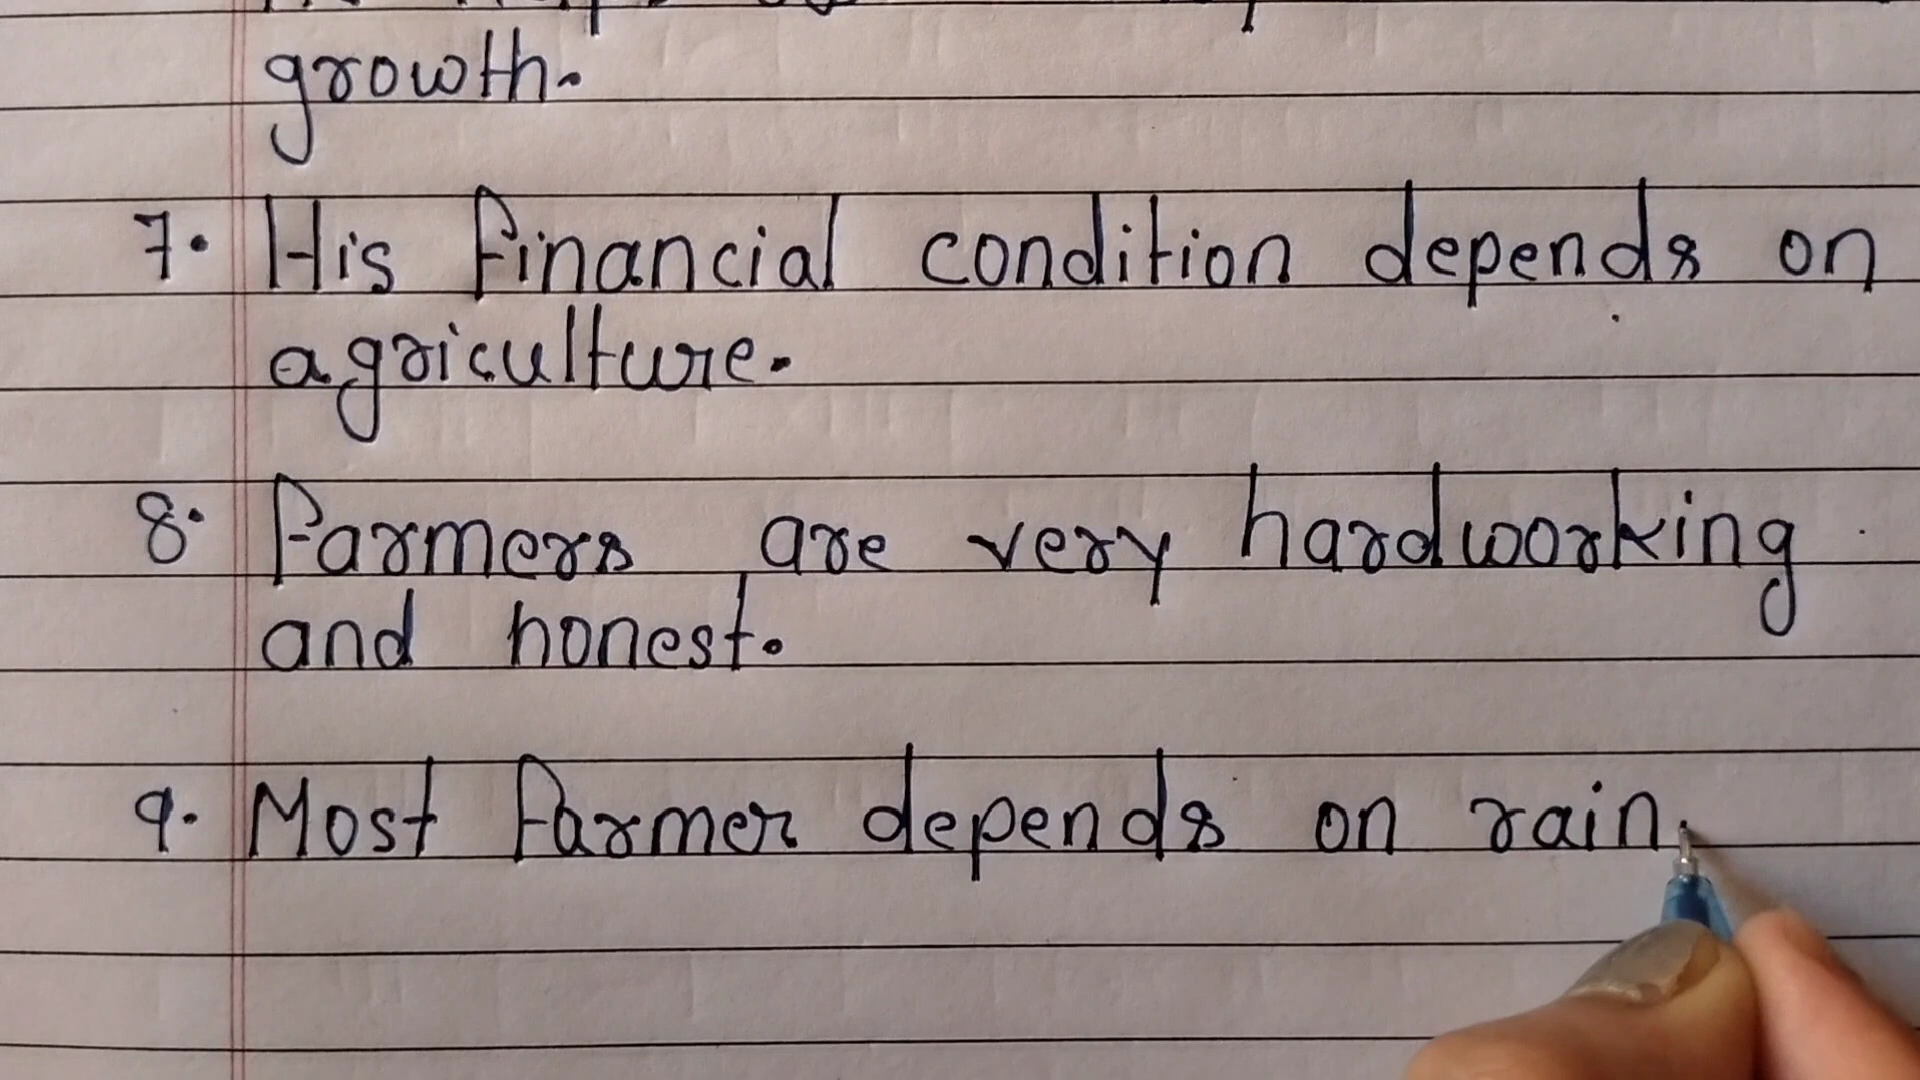 growth.
7. His financial condition depends on
agriculture.
8. Farmers are very hardworking
and honest.
9. Most farmer depends on rain.